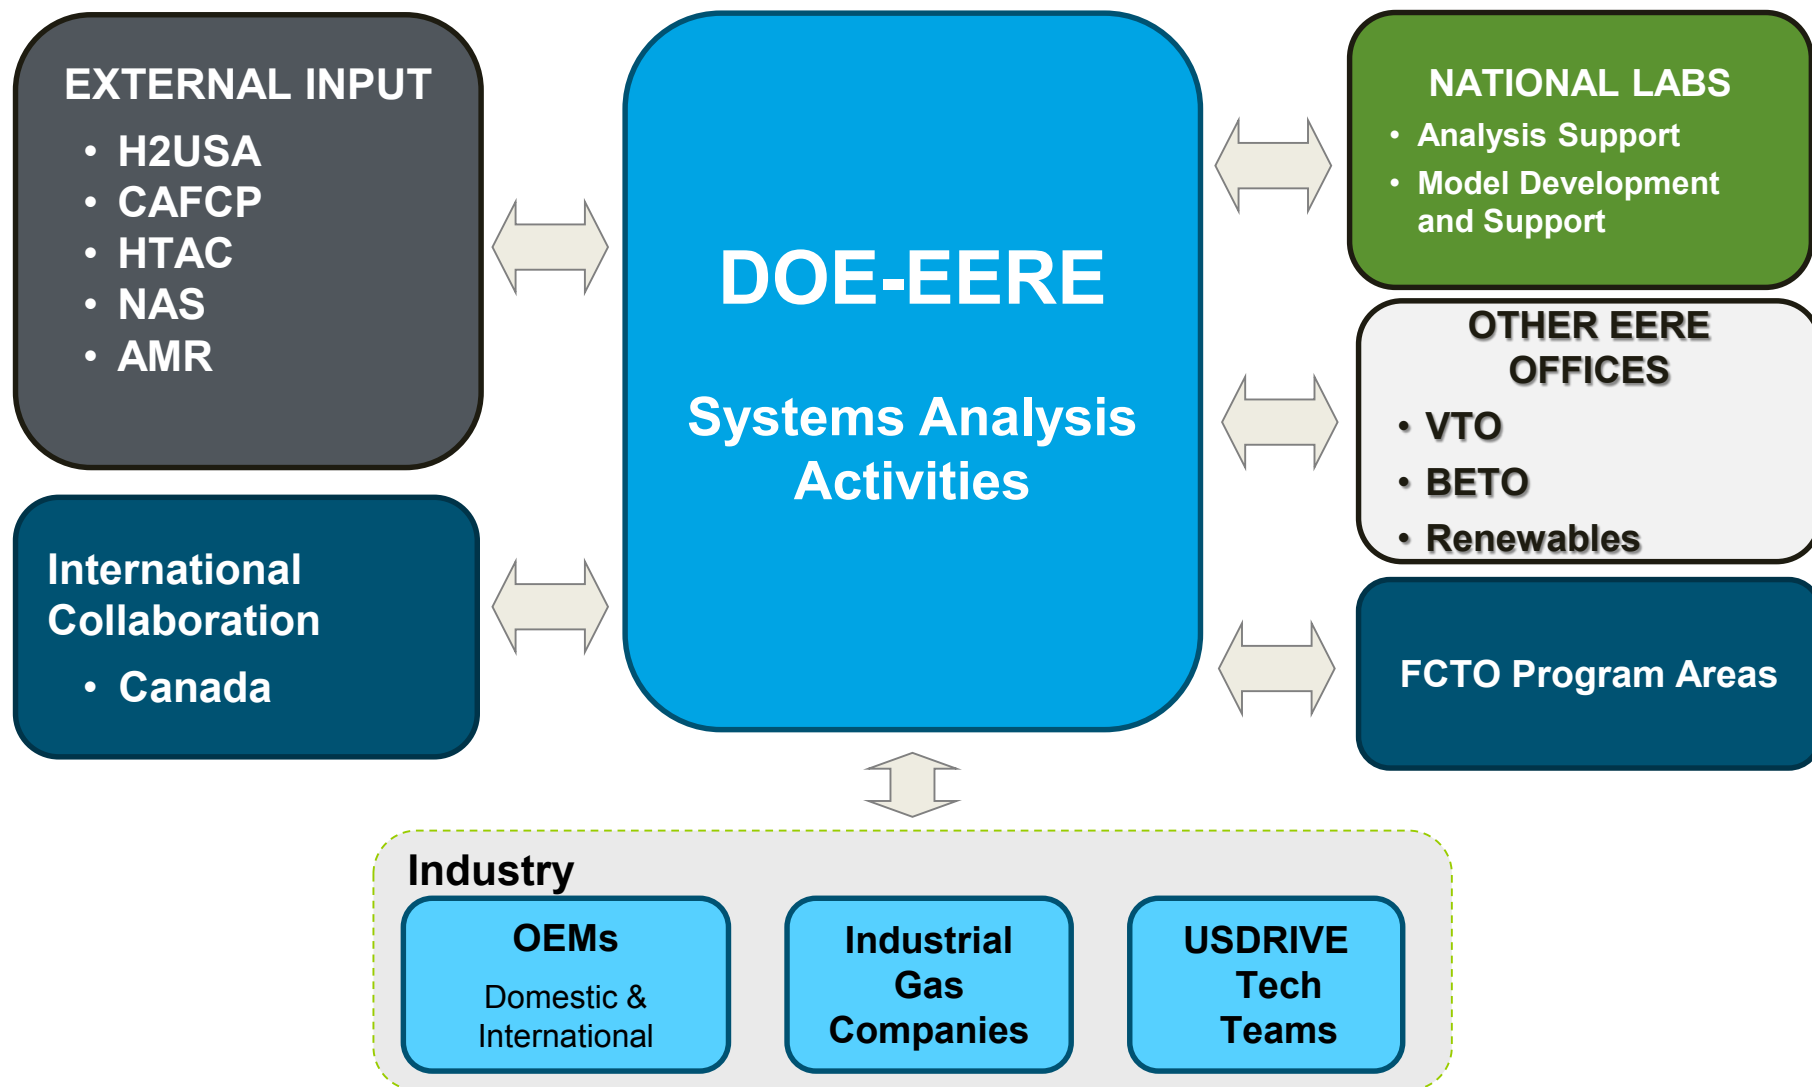 EXTERNAL INPUT
• H2USA
• CAFCP
• HTAC
• NAS
• AMR
International
Collaboration
• Canada
DOE-EERE
Systems Analysis
Activities
NATIONAL LABS
• Analysis Support
• Model Development
and Support
OTHER EERE
OFFICES
• VTO
• BETO
• Renewables
FCTO Program Areas
Industry
OEMs
Domestic &
International
Industrial
Gas
Companies
USDRIVE
Tech
Teams